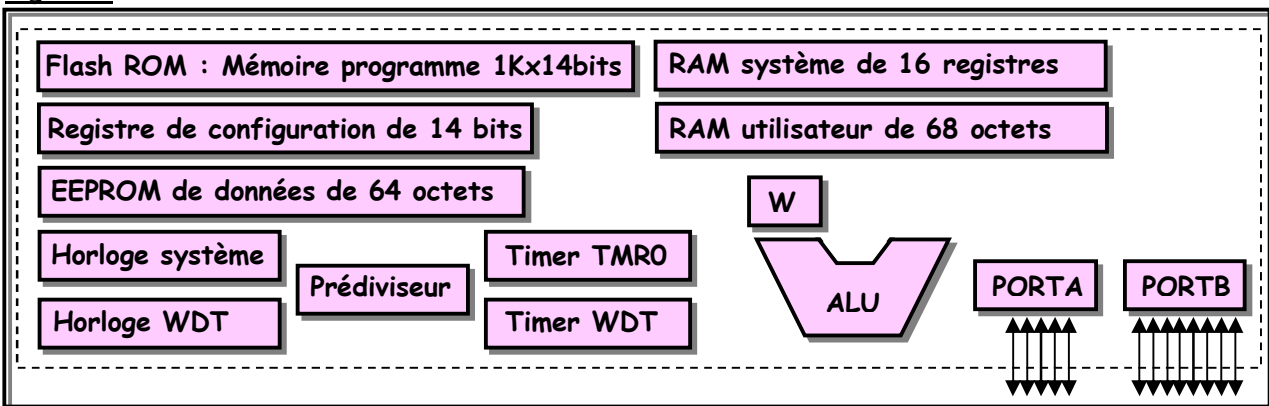 Flash ROM : Mémoire programme 1Kx14bits
RAM système de 16 registres
Registre de configuration de 14 bits
RAM utilisateur de 68 octets
EEPROM de données de 64 octets
W
Horloge système
Timer TMR0
Prédiviseur
ALU
PORTA
PORTB
Horloge WDT
Timer WDT